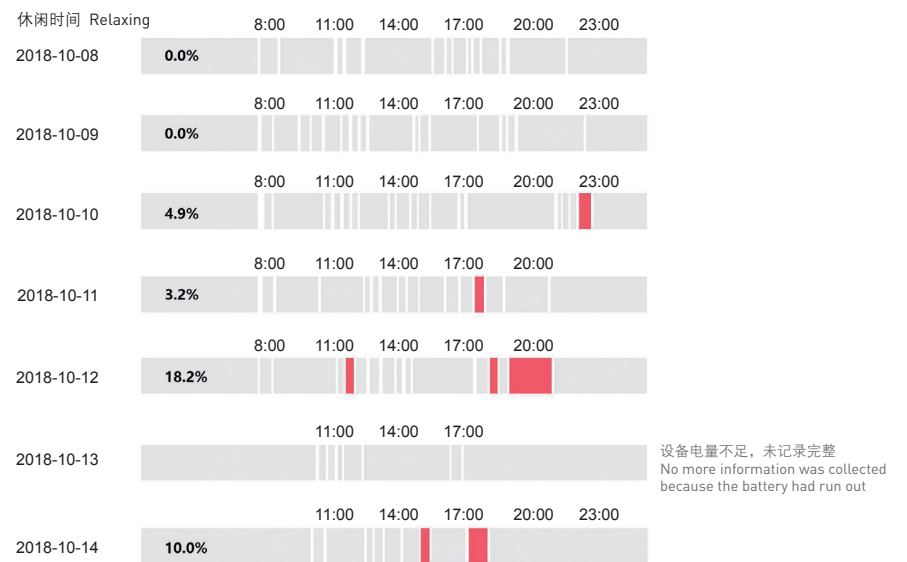 休闲时间 Relaxing
8:00 11:00 14:00 17:00 20:00 23:00
2018-10-08 0.0%
8:00 11:00 14:00 17:00 20:00 23:00
2018-10-09 0.0%
8:00 11:00 14:00 17:00 20:00 23:00
2018-10-10 4.9%
8:00 11:00 14:00 17:00 20:00
2018-10-11 3.2%
8:00 11:00 14:00 17:00 20:00
2018-10-12 18.2%
11:00 14:00 17:00
2018-10-13
设备电量不足，未记录完整
No more information was collected
because the battery had run out
11:00 14:00 17:00 20:00 23:00
2018-10-14 10.0%